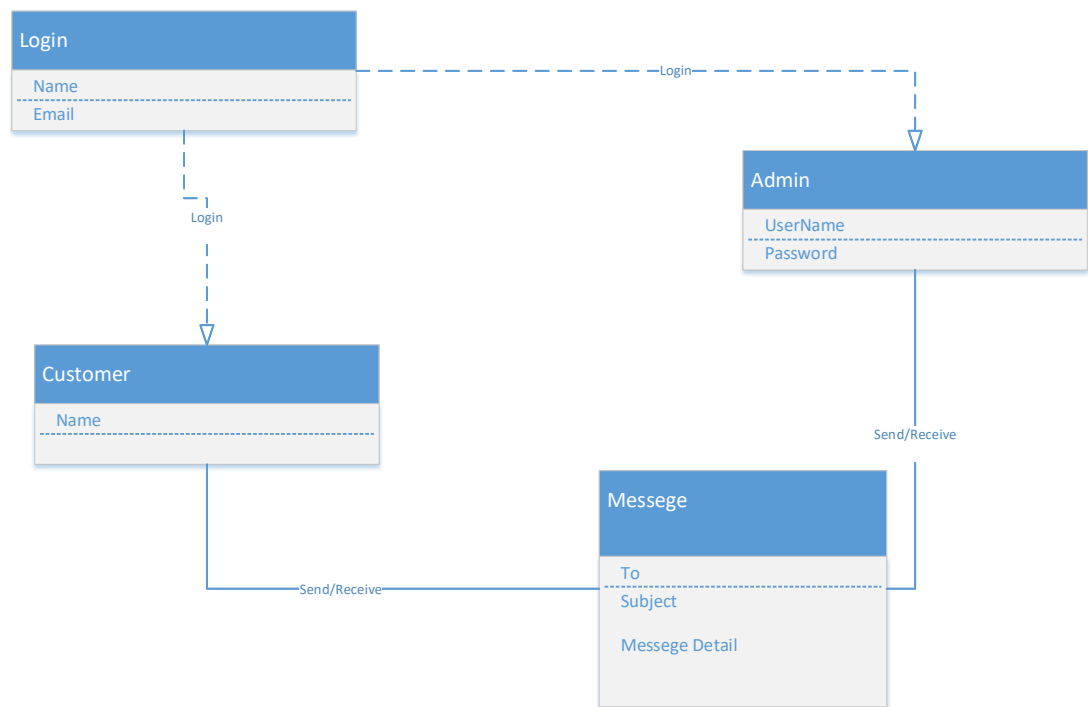 Login
Name
Email
Login
Login
Admin
UserName
Password
Customer
Name
Send/Receive
Messege
To
Subject
Messege Detail
Send/Receive